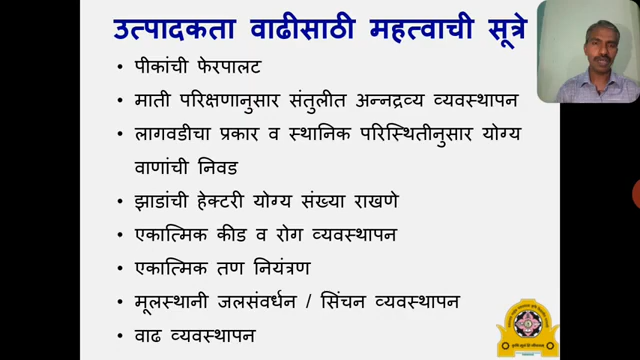 उत्पादकता वाढीसाठी महत्वाची सूत्रे
• पीकांची फेरपालट
• माती परिक्षणानुसार संतुलीत अन्नद्रव्य व्यवस्थापन
• लागवडीचा प्रकार व स्थानिक परिस्थितीनुसार योग्य
वाणांची निवड
• झाडांची हेक्टरी योग्य संख्या राखणे
• एकात्मिक कीड व रोग व्यवस्थापन
• एकात्मिक तण नियंत्रण
• मूलस्थानी जलसंवर्धन / सिंचन व्यवस्थापन
• वाढ व्यवस्थापन